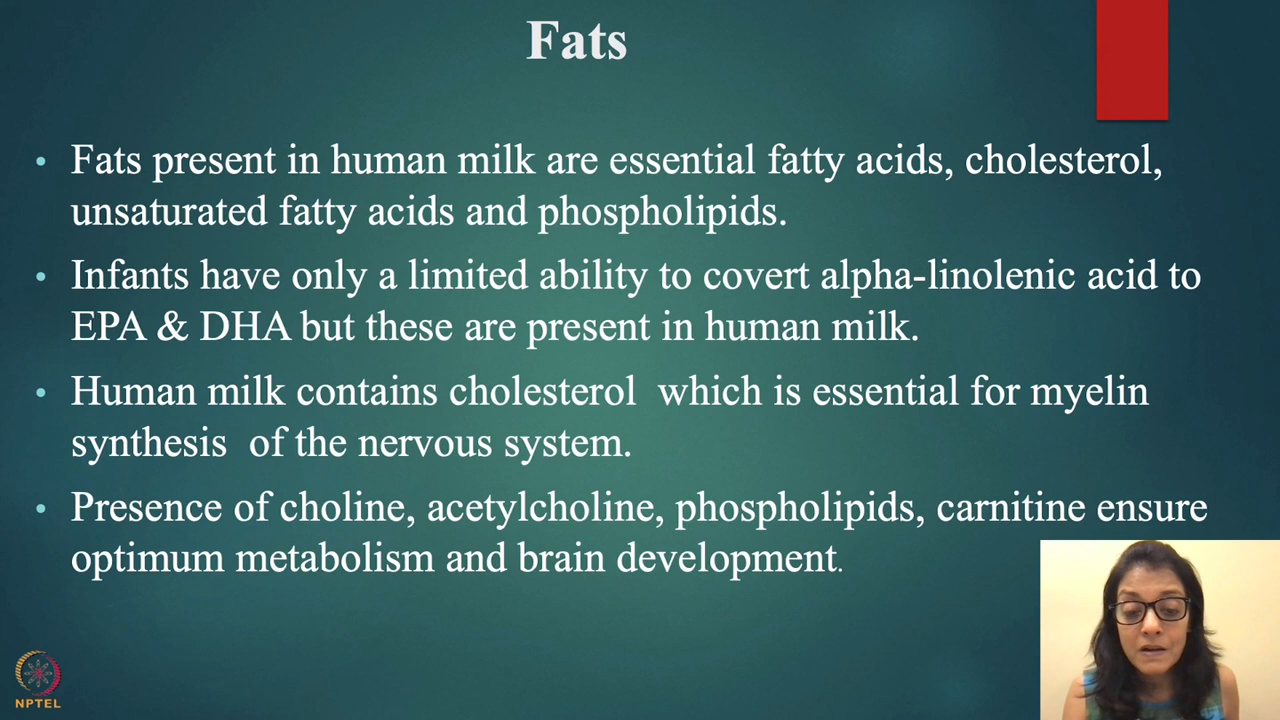 Fats
• Fats present in human milk are essential fatty acids, cholesterol,
unsaturated fatty acids and phospholipids.
• Infants have only a limited ability to covert alpha-linolenic acid to
EPA & DHA but these are present in human milk.
• Human milk contains cholesterol  which is essential for myelin
synthesis  of the nervous system.
• Presence of choline, acetylcholine, phospholipids, carnitine ensure
optimum metabolism and brain development.
NPTEL